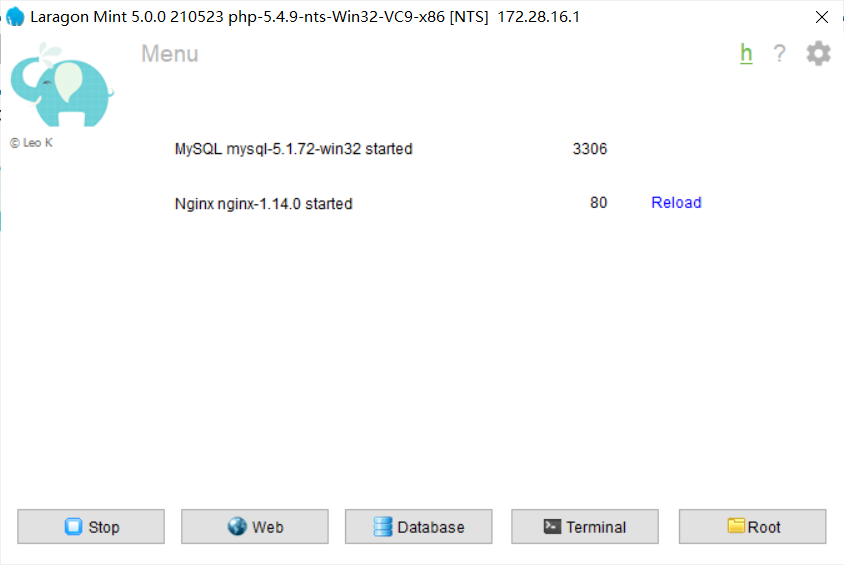 Laragon Mint 5.0.0 210523 php-5.4.9-nts-Win32-VC9-x86 [NTS] 172.28.16.1
Menu h ?
© Leo K
MySQL mysql-5.1.72-win32 started 3306
Nginx nginx-1.14.0 started 80 Reload
Stop Web Database Terminal Root